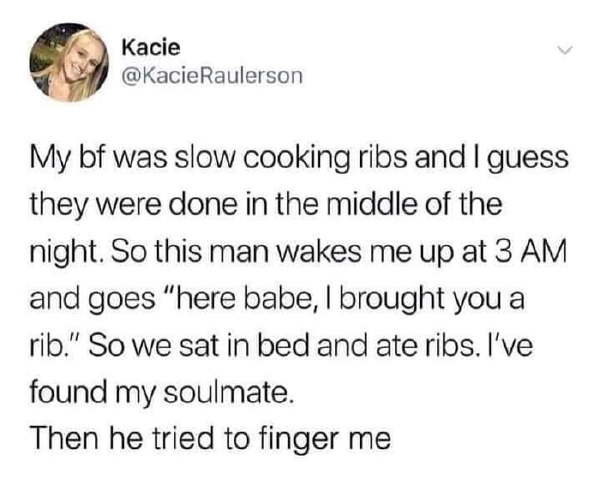 Kacie
@KacieRaulerson
My bf was slow cooking ribs and I guess
they were done in the middle of the
night. So this man wakes me up at 3 AM
and goes "here babe, I brought you a
rib." So we sat in bed and ate ribs. I've
found my soulmate.
Then he tried to finger me